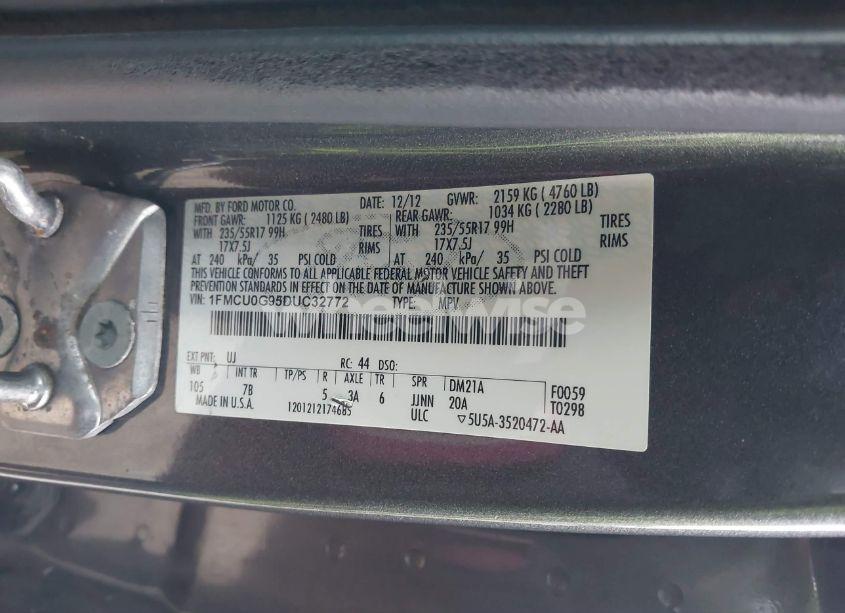 MFD. BY FORD MOTOR CO. DATE: 12/12 GVWR: 2159 KG ( 4760 LB)
FRONT GAWR: 1125 KG ( 2480 LB) REAR GAWR: 1034 KG ( 2280 LB)
WITH 235/55R17 99H TIRES WITH 235/55R17 99H TIRES
17X7.5J RIMS 17X7.5J RIMS
AT 240 kPa/ 35 PSI COLD AT 240 kPa/ 35 PSI COLD
THIS VEHICLE CONFORMS TO ALL APPLICABLE FEDERAL MOTOR VEHICLE SAFETY AND THEFT
PREVENTION STANDARDS IN EFFECT ON THE DATE OF MANUFACTURE SHOWN ABOVE.
VIN: 1FMCU0G95DUC32772 TYPE: MPV
wheelwise
EXT PNT: UJ RC: 44 DSO:
WB INT TR TP/PS R AXLE TR SPR DM21A F0059
105 7B 5 3A 6 JJNN 20A T0298
MADE IN U.S.A. 12012121746B5 ULC ▽5U5A-3520472-AA